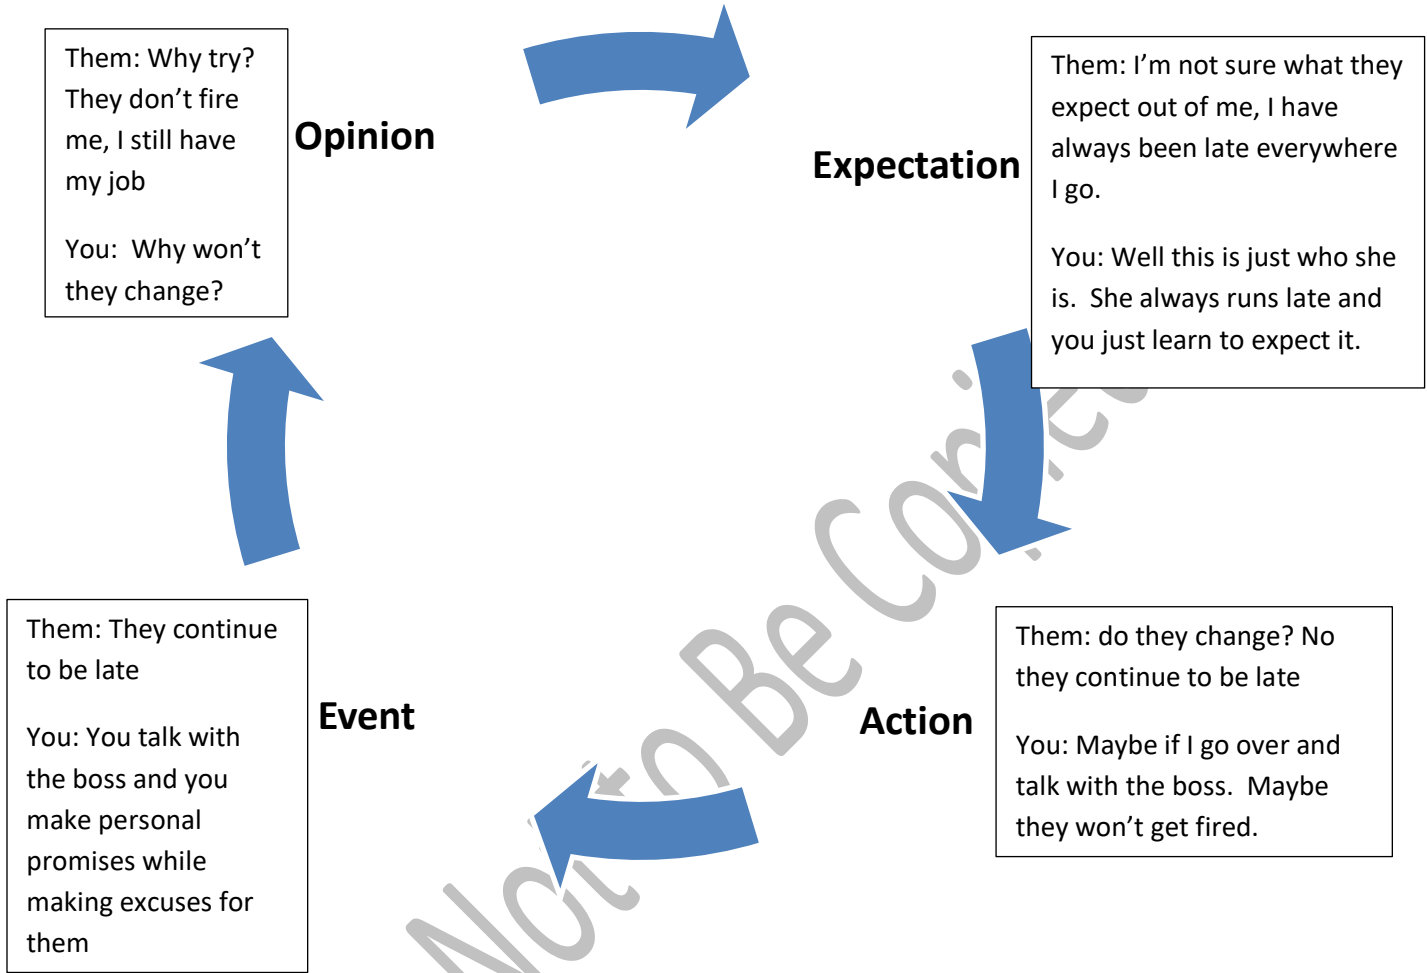 Them: Why try?
They don’t fire
me, I still have
my job
You:  Why won’t
they change?
Opinion
Expectation
Them: I’m not sure what they
expect out of me, I have
always been late everywhere
I go.
You: Well this is just who she
is.  She always runs late and
you just learn to expect it.
Action
Them: do they change? No
they continue to be late
You: Maybe if I go over and
talk with the boss.  Maybe
they won’t get fired.
Event
Them: They continue
to be late
You: You talk with
the boss and you
make personal
promises while
making excuses for
them
Not to Be